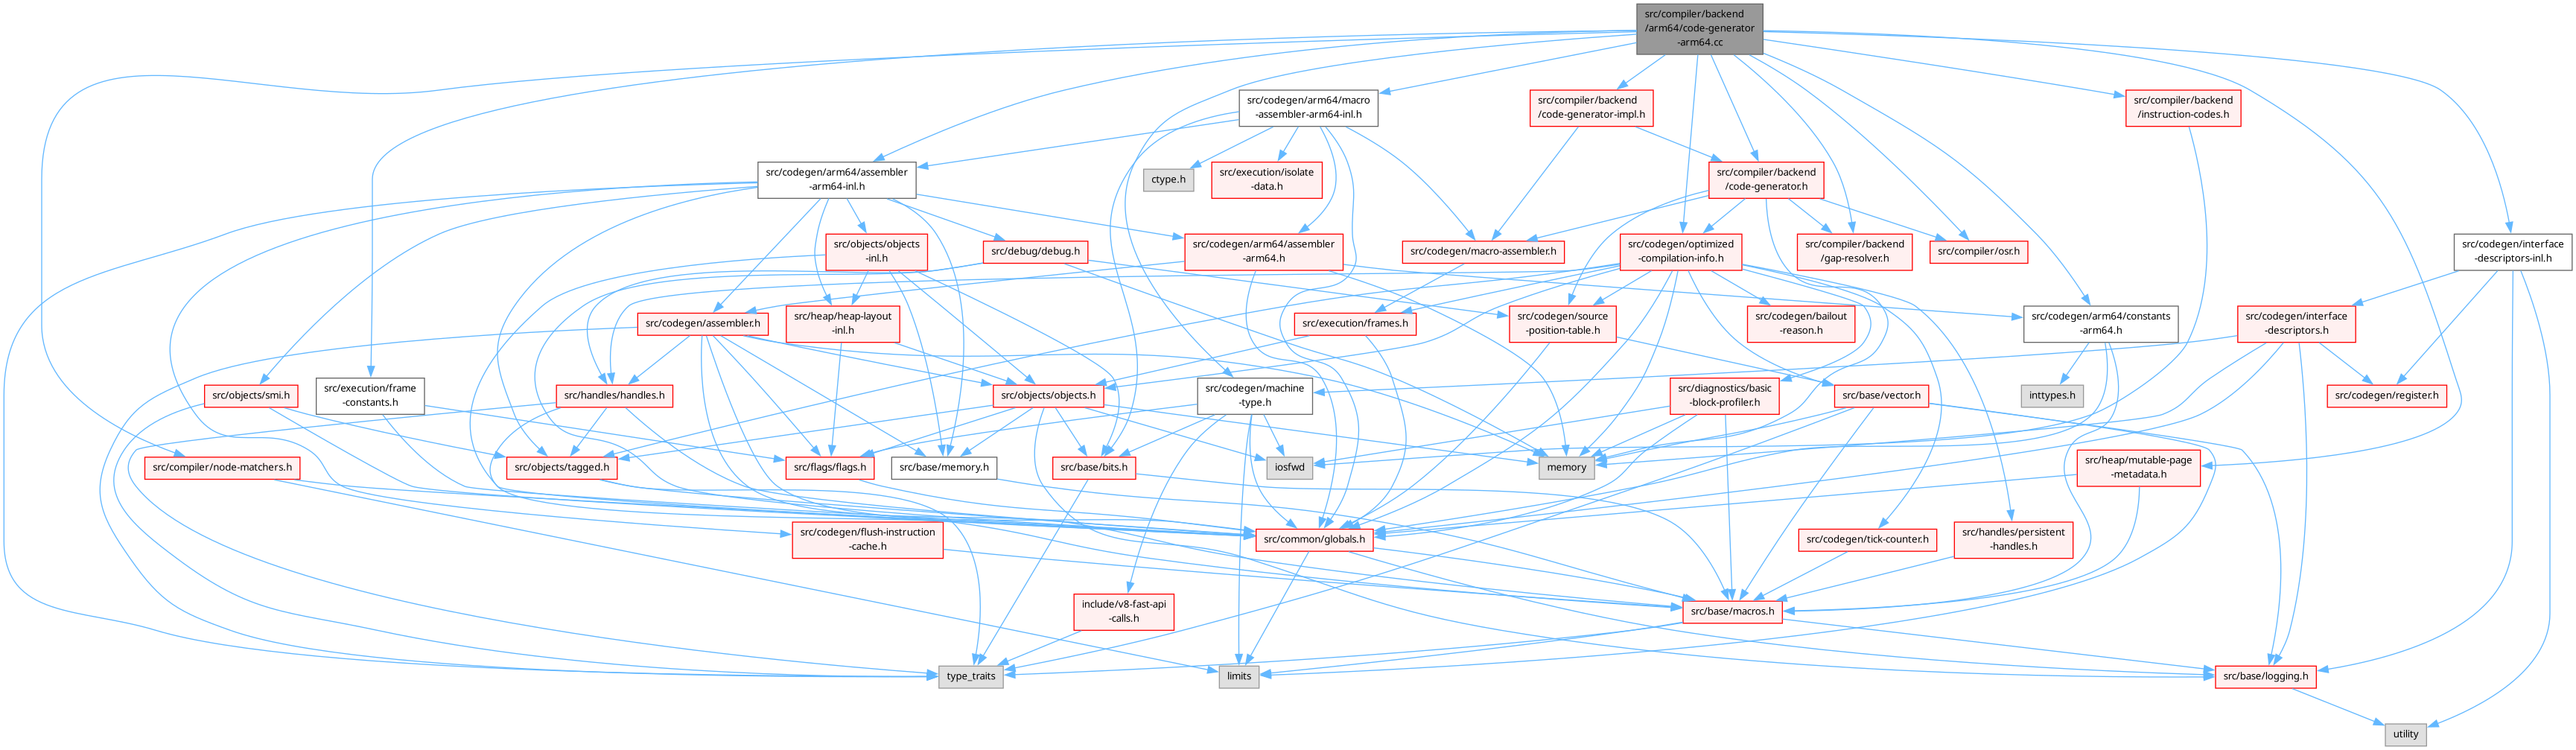 src/compiler/backend
/arm64/code-generator
-arm64.cc
src/codegen/arm64/macro
-assembler-arm64-inl.h
src/compiler/backend
/code-generator-impl.h
src/compiler/backend
/instruction-codes.h
src/codegen/arm64/assembler
-arm64-inl.h
ctype.h
src/execution/isolate
-data.h
src/compiler/backend
/code-generator.h
src/objects/objects
-inl.h
src/debug/debug.h
src/codegen/arm64/assembler
-arm64.h
src/codegen/macro-assembler.h
src/codegen/optimized
-compilation-info.h
src/compiler/backend
/gap-resolver.h
src/compiler/osr.h
src/codegen/interface
-descriptors-inl.h
src/codegen/assembler.h
src/heap/heap-layout
-inl.h
src/execution/frames.h
src/codegen/source
-position-table.h
src/codegen/bailout
-reason.h
src/codegen/arm64/constants
-arm64.h
src/codegen/interface
-descriptors.h
src/objects/smi.h
src/execution/frame
-constants.h
src/handles/handles.h
src/objects/objects.h
src/codegen/machine
-type.h
src/diagnostics/basic
-block-profiler.h
src/base/vector.h
inttypes.h
src/codegen/register.h
src/compiler/node-matchers.h
src/objects/tagged.h
src/flags/flags.h
src/base/memory.h
src/base/bits.h
iosfwd
memory
src/heap/mutable-page
-metadata.h
src/codegen/flush-instruction
-cache.h
src/common/globals.h
src/codegen/tick-counter.h
src/handles/persistent
-handles.h
include/v8-fast-api
-calls.h
src/base/macros.h
type_traits
limits
src/base/logging.h
utility